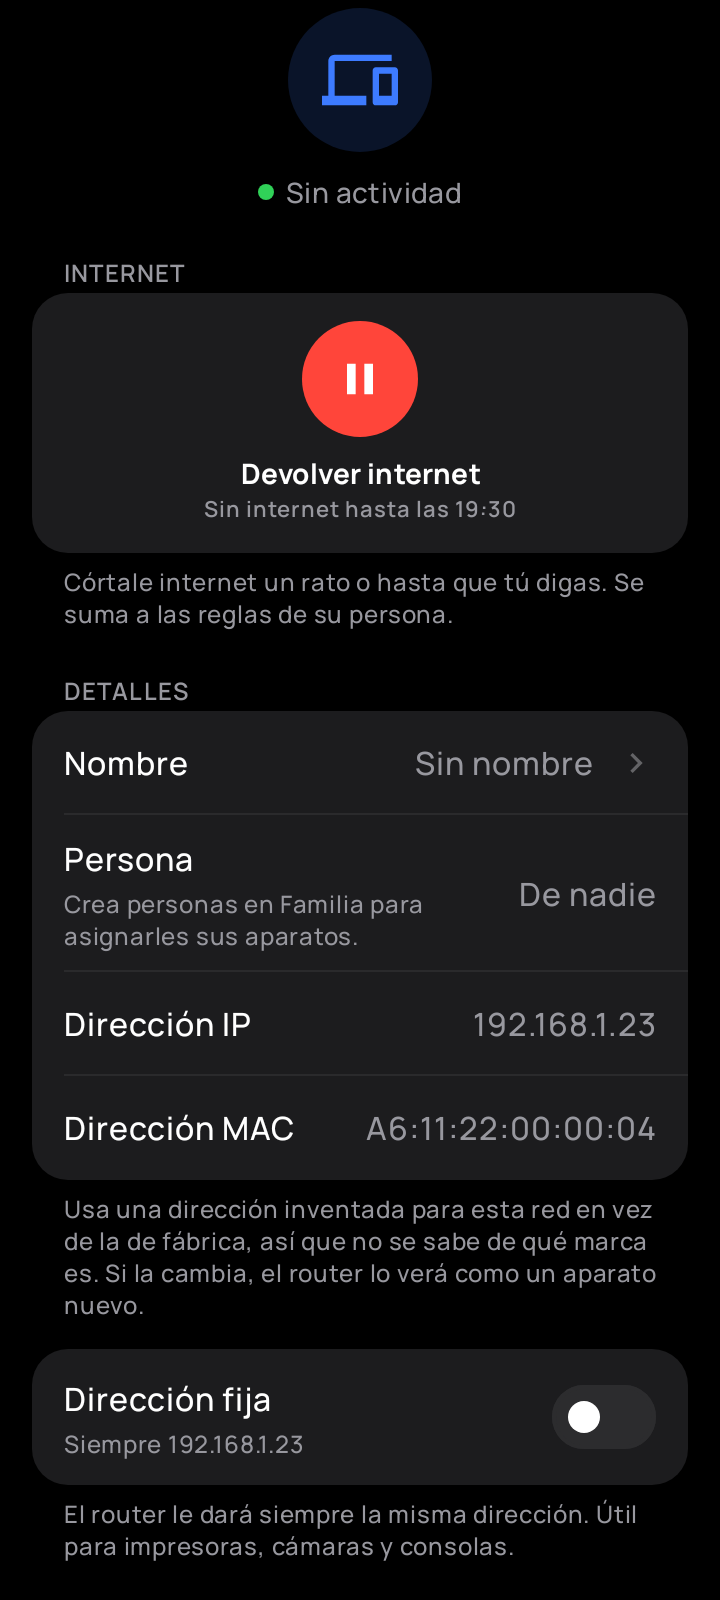 Sin actividad
INTERNET
Devolver internet
Sin internet hasta las 19:30
Córtale internet un rato o hasta que tú digas. Se
suma a las reglas de su persona.
DETALLES
Nombre
Sin nombre
Persona
Crea personas en Familia para
asignarles sus aparatos.
De nadie
Dirección IP
192.168.1.23
Dirección MAC
A6:11:22:00:00:04
Usa una dirección inventada para esta red en vez
de la de fábrica, así que no se sabe de qué marca
es. Si la cambia, el router lo verá como un aparato
nuevo.
Dirección fija
Siempre 192.168.1.23
El router le dará siempre la misma dirección. Útil
para impresoras, cámaras y consolas.